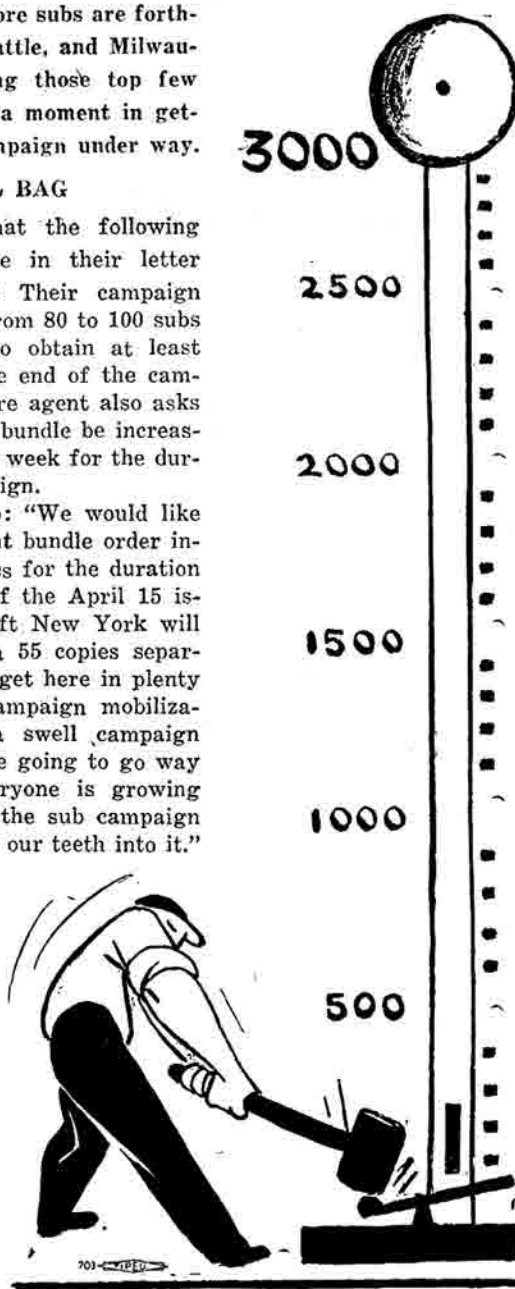 ore subs are forth-
attle, and Milwau-
ng those top few
a moment in get-
mpaign under way.
BAG
hat the following
e in their letter
Their campaign
rom 80 to 100 subs
o obtain at least
e end of the cam-
re agent also asks
bundle be increas-
week for the dur-
ign.
: "We would like
nt bundle order in-
s for the duration
f the April 15 is-
ft New York will
a 55 copies separ-
get here in plenty
ampaign mobiliza-
a swell campaign
e going to go way
ryone is growing
the sub campaign
our teeth into it."
3000
2500
2000
1500
1000
500
703